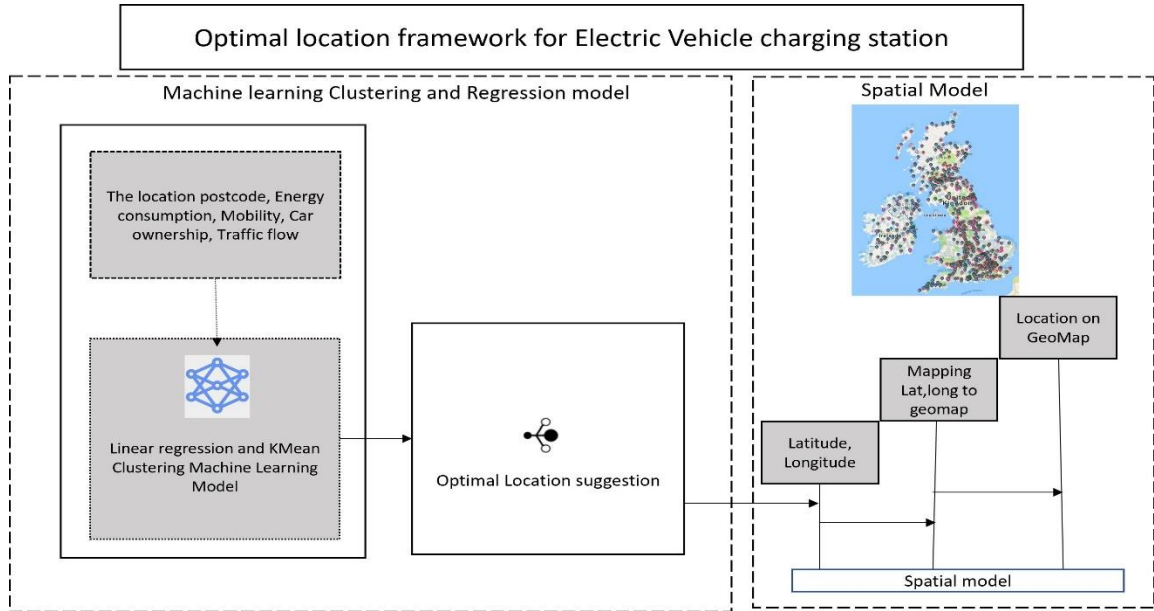 Optimal location framework for Electric Vehicle charging station
Machine learning Clustering and Regression model
The location postcode, Energy
consumption, Mobility, Car
ownership, Traffic flow
Linear regression and KMean
Clustering Machine Learning
Model
Optimal Location suggestion
Spatial Model
United
Kingdom
Location on
GeoMap
Mapping
Lat,long to
geomap
Latitude,
Longitude
Spatial model